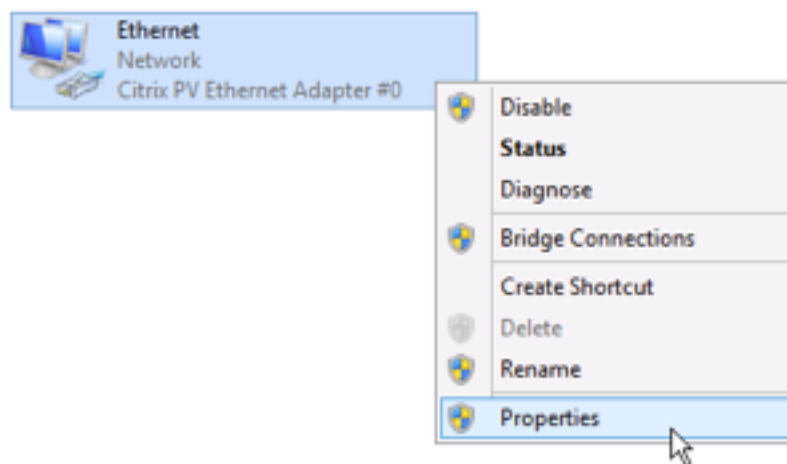 Ethernet
Network
Citrix PV Ethernet Adapter #0
Disable
Status
Diagnose
Bridge Connections
Create Shortcut
Delete
Rename
Properties